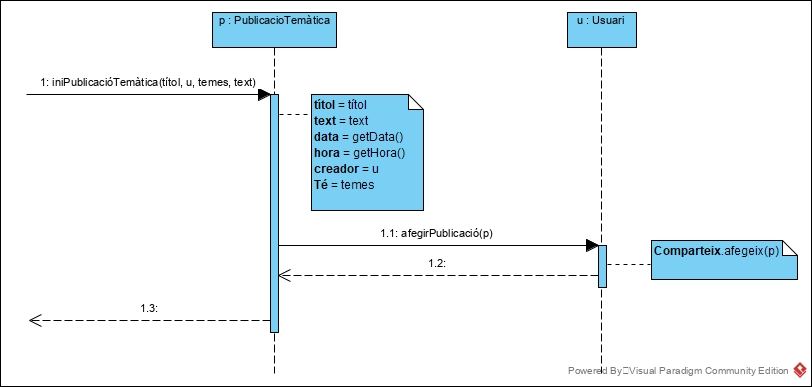 p : PublicacioTemàtica
u : Usuari
1: iniPublicacióTemàtica(títol, u, temes, text)
títol = títol
text = text
data = getData()
hora = getHora()
creador = u
Té = temes
1.1: afegirPublicació(p)
Comparteix.afegeix(p)
1.2:
1.3:
Powered By Visual Paradigm Community Edition